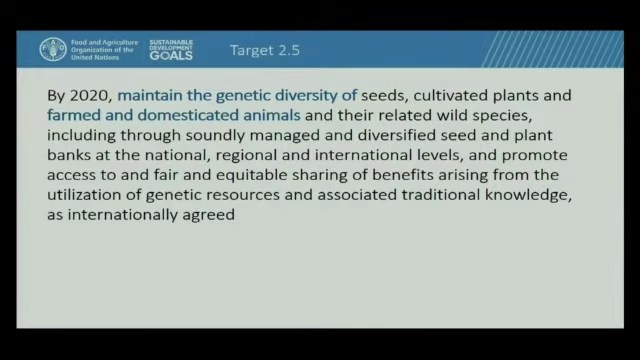 Food and Agriculture
Organization of the
United Nations
SUSTAINABLE
DEVELOPMENT
GOALS
Target 2.5
By 2020, maintain the genetic diversity of seeds, cultivated plants and
farmed and domesticated animals and their related wild species,
including through soundly managed and diversified seed and plant
banks at the national, regional and international levels, and promote
access to and fair and equitable sharing of benefits arising from the
utilization of genetic resources and associated traditional knowledge,
as internationally agreed